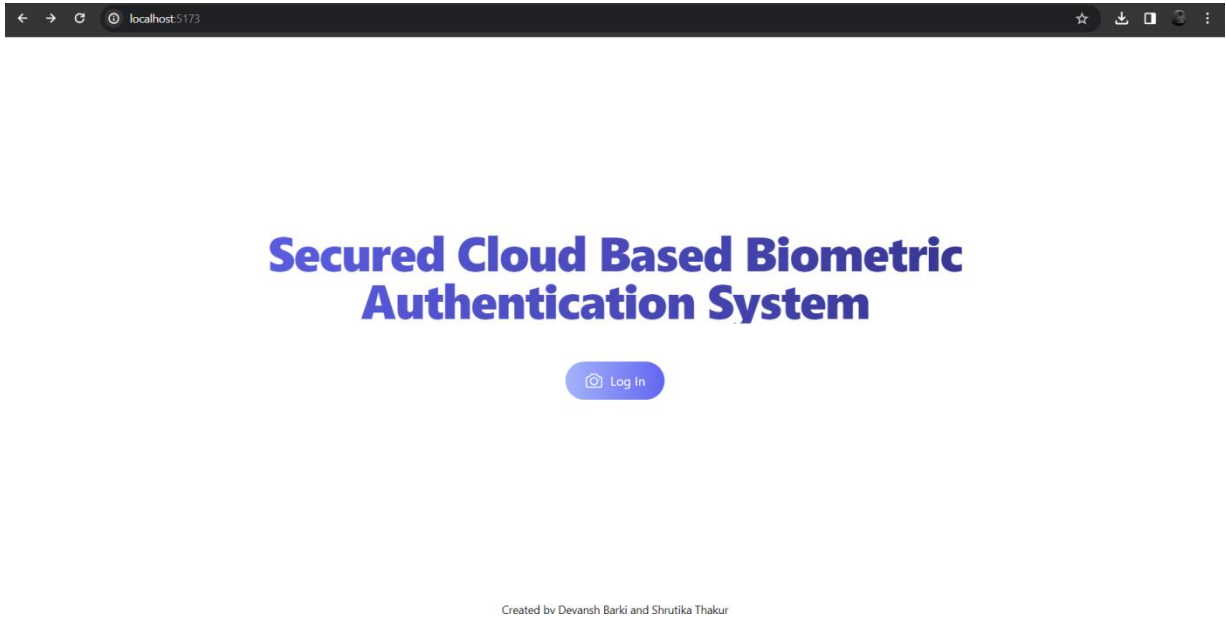 localhost:5173
Secured Cloud Based Biometric
Authentication System
Log In
Created by Devansh Barki and Shrutika Thakur